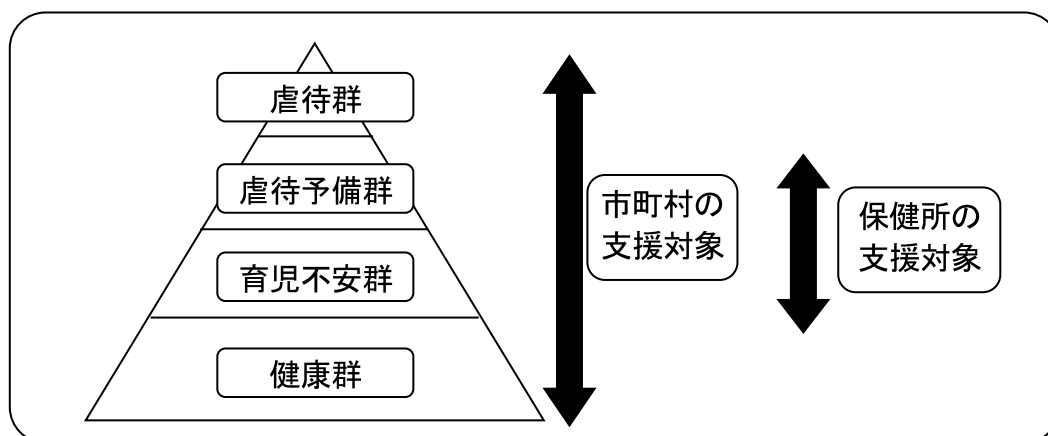 虐待群
虐待予備群
育児不安群
健康群
市町村の
支援対象
保健所の
支援対象